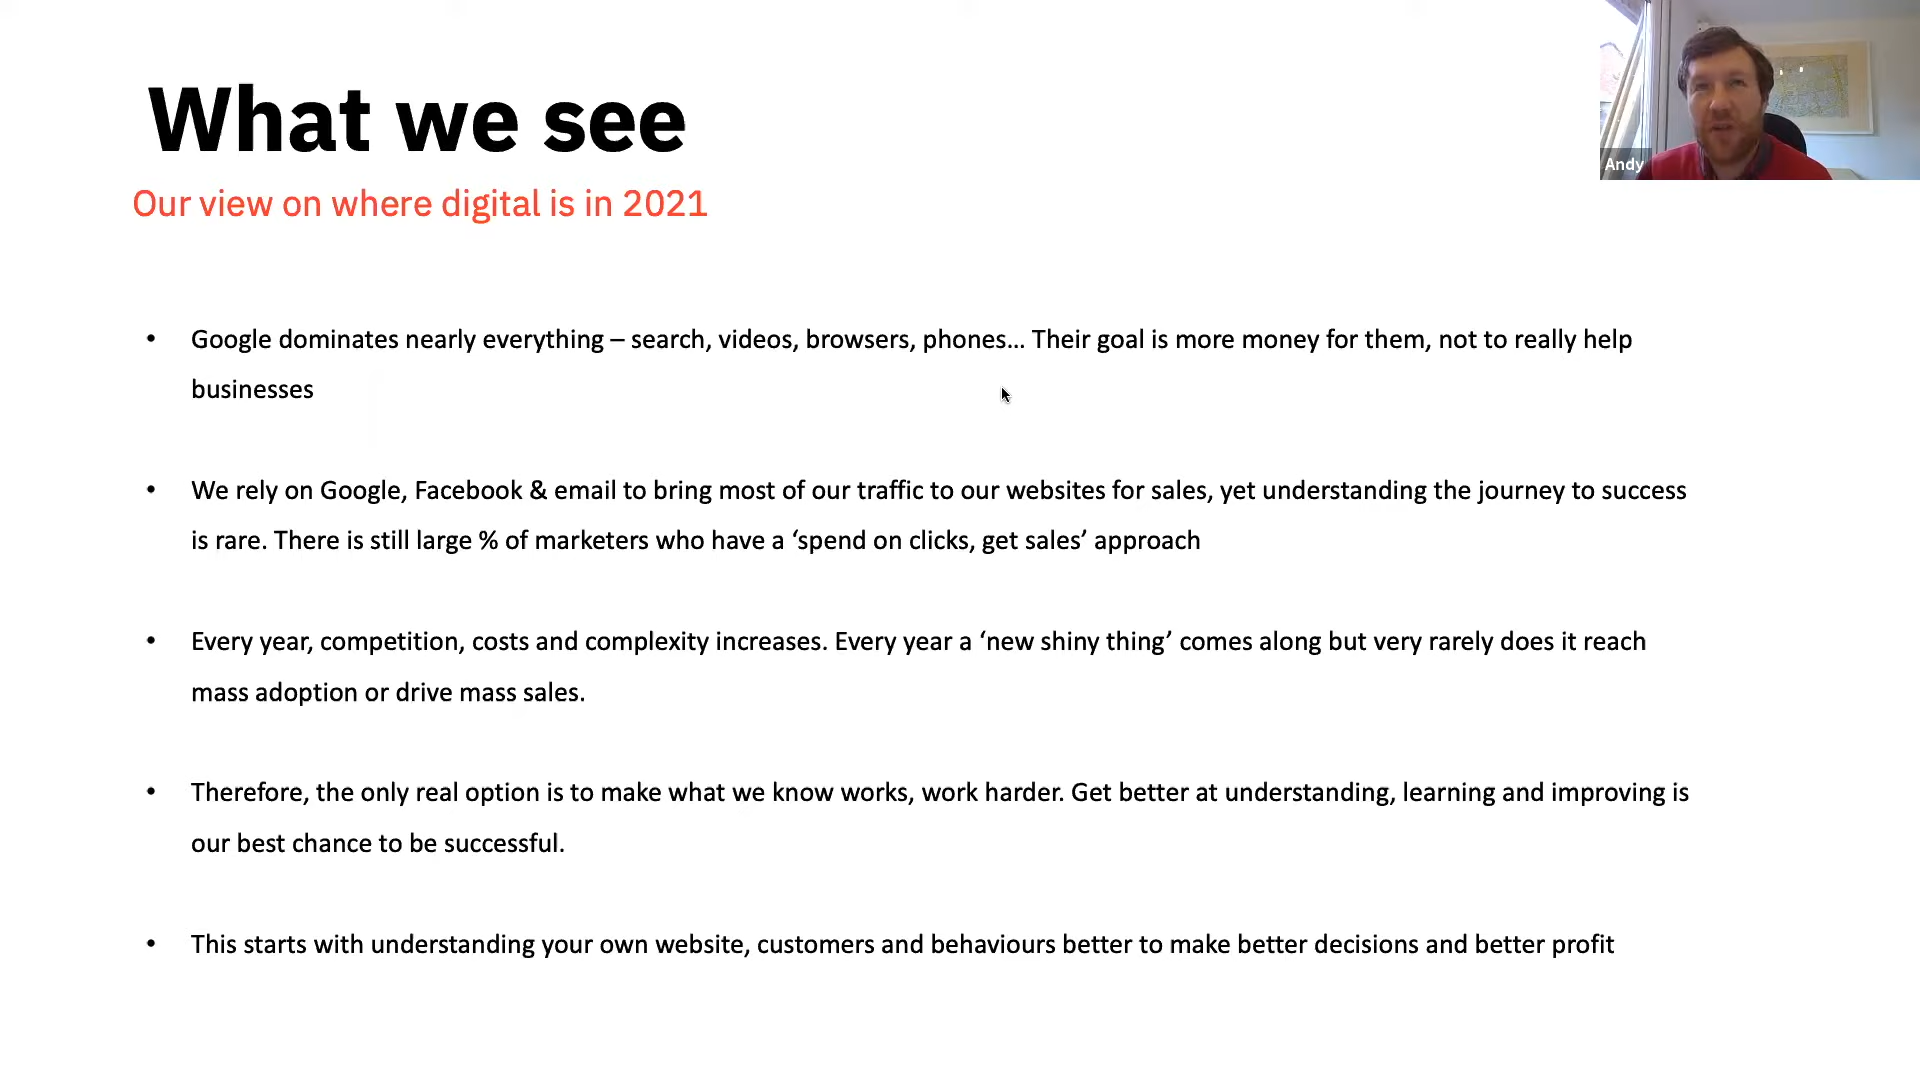 What we see
Our view on where digital is in 2021
Andy
• Google dominates nearly everything – search, videos, browsers, phones... Their goal is more money for them, not to really help
businesses
• We rely on Google, Facebook & email to bring most of our traffic to our websites for sales, yet understanding the journey to success
is rare. There is still large % of marketers who have a ‘spend on clicks, get sales’ approach
• Every year, competition, costs and complexity increases. Every year a ‘new shiny thing’ comes along but very rarely does it reach
mass adoption or drive mass sales.
• Therefore, the only real option is to make what we know works, work harder. Get better at understanding, learning and improving is
our best chance to be successful.
• This starts with understanding your own website, customers and behaviours better to make better decisions and better profit